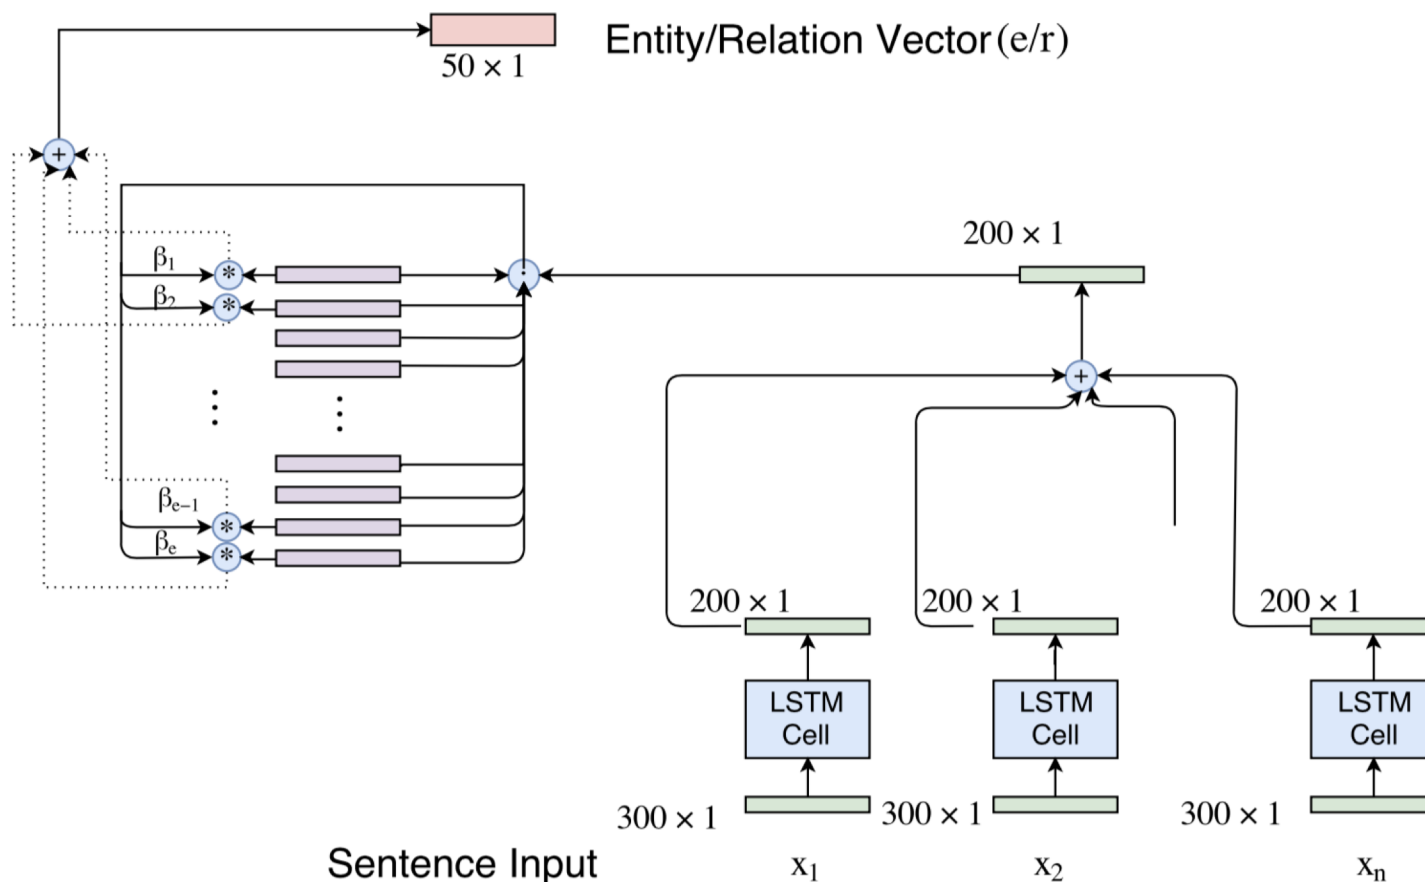 Entity/Relation Vector(e/r)
50 × 1
+
200 × 1
β₁
*
·
β₂
*
+
βₑ₋₁
*
βₑ
*
200 × 1 200 × 1 200 × 1
LSTM Cell
LSTM Cell
LSTM Cell
300 × 1 300 × 1 300 × 1
Sentence Input x₁ x₂ xₙ